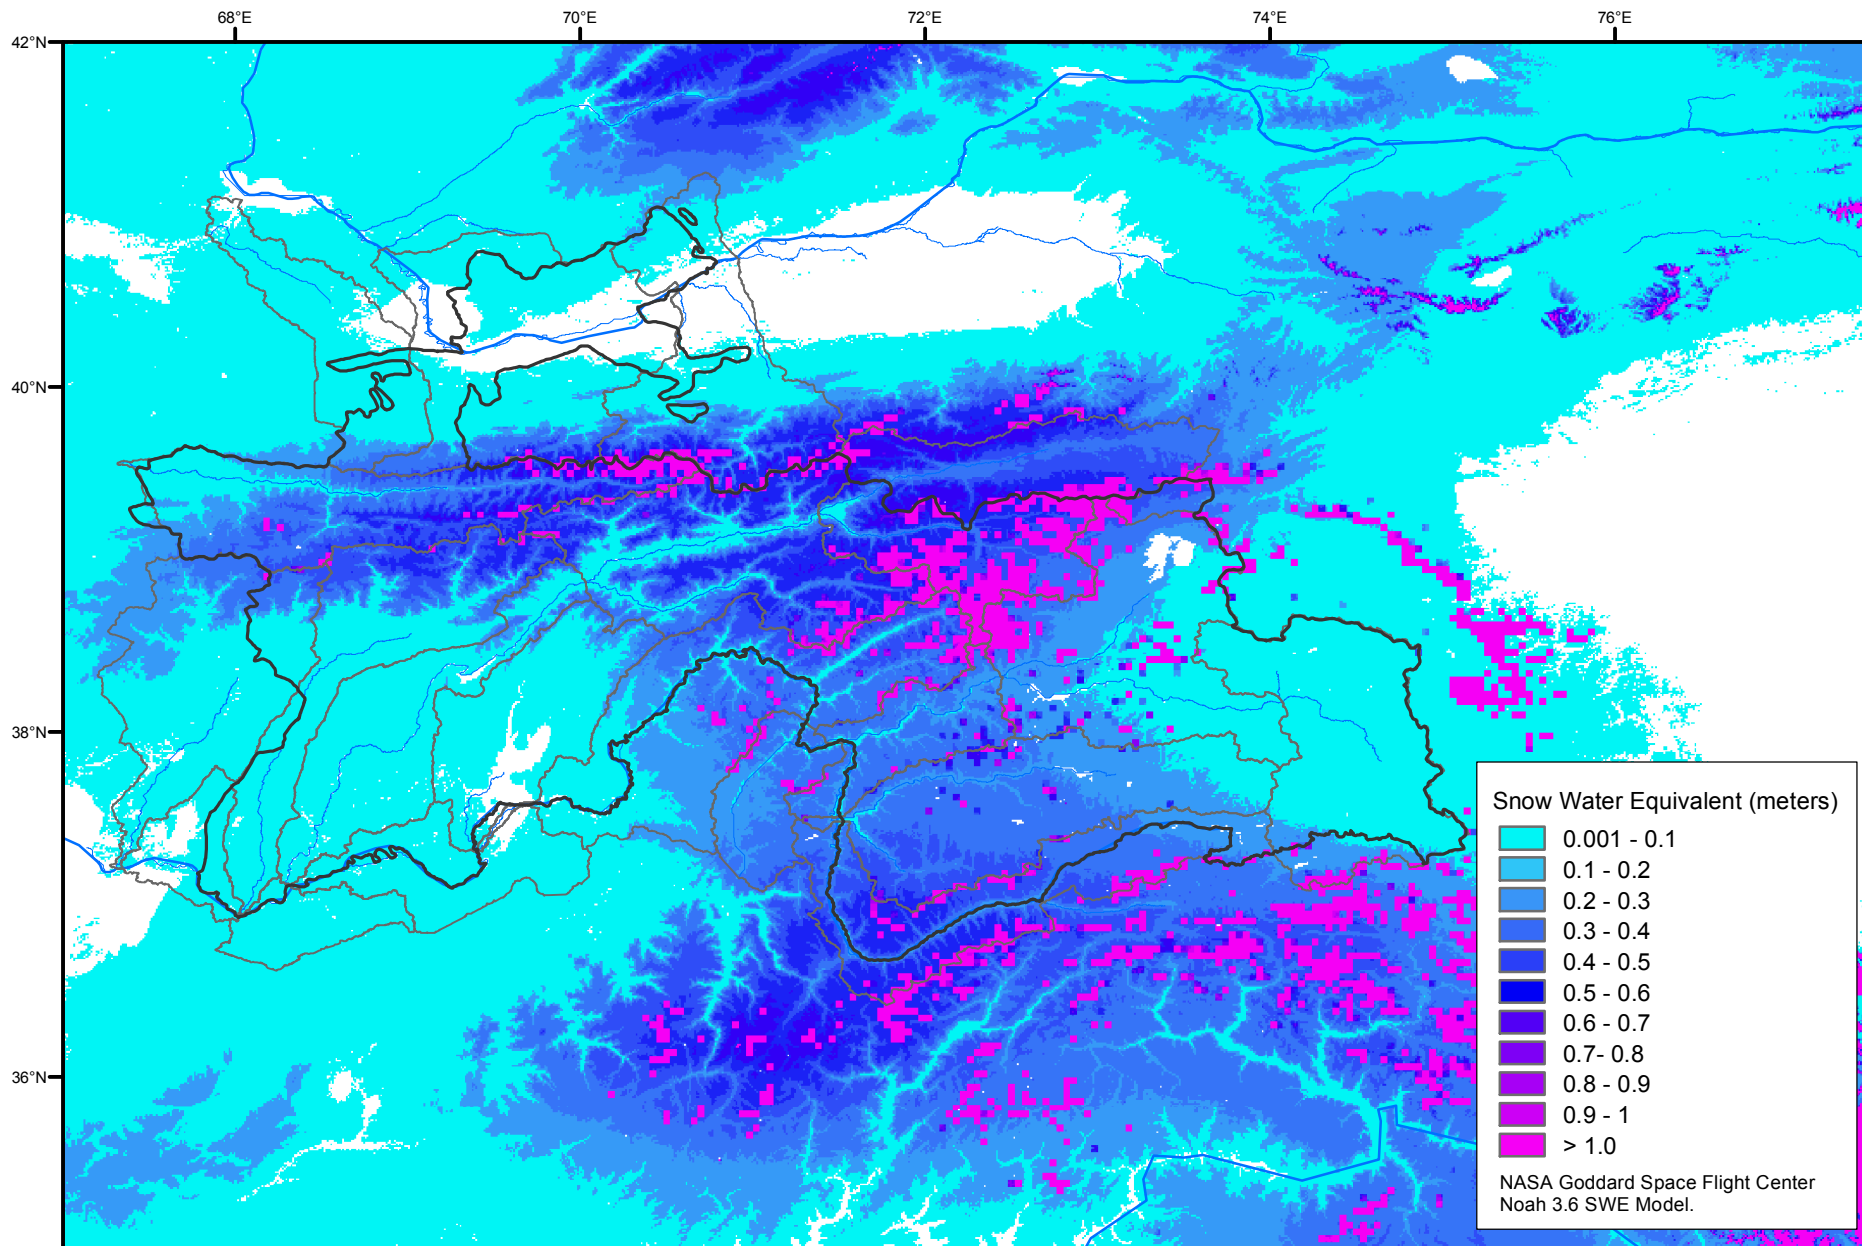 68°E
70°E
72°E
74°E
76°E
42°N
40°N
38°N
36°N
Snow Water Equivalent (meters)
0.001 - 0.1
0.1 - 0.2
0.2 - 0.3
0.3 - 0.4
0.4 - 0.5
0.5 - 0.6
0.6 - 0.7
0.7- 0.8
0.8 - 0.9
0.9 - 1
> 1.0
NASA Goddard Space Flight Center
Noah 3.6 SWE Model.